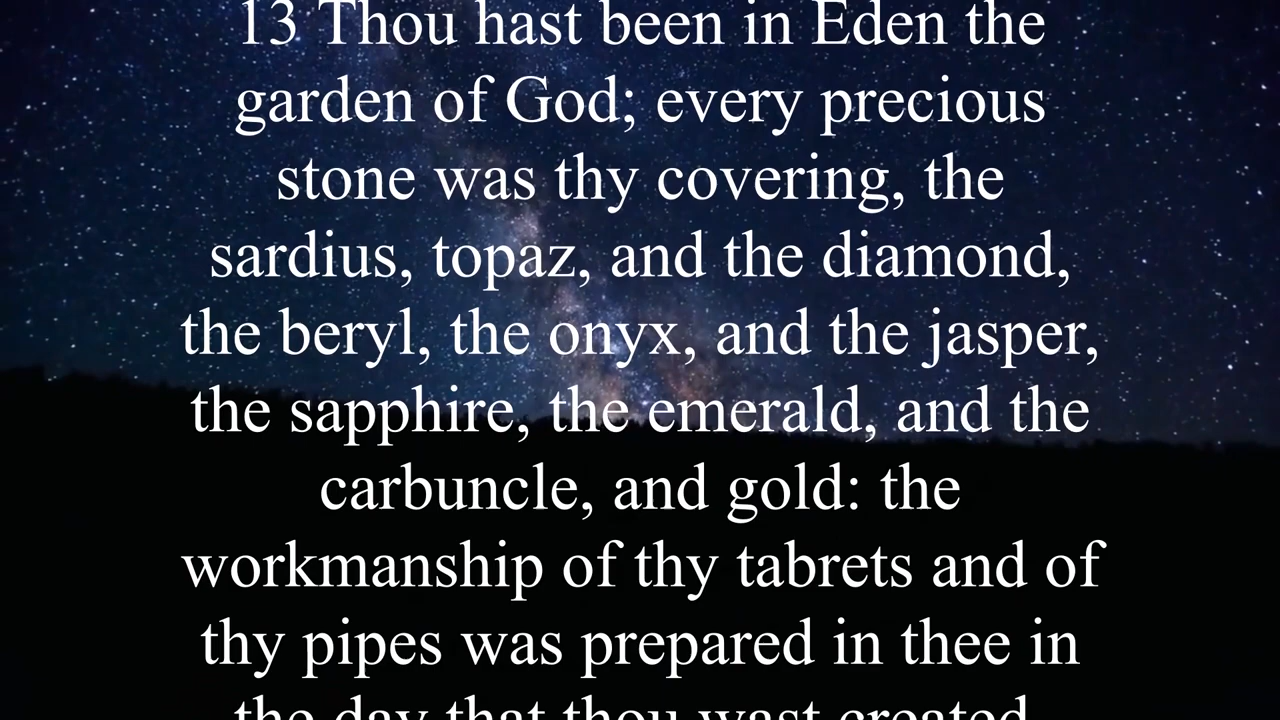 13 Thou hast been in Eden the
garden of God; every precious
stone was thy covering, the
sardius, topaz, and the diamond,
the beryl, the onyx, and the jasper,
the sapphire, the emerald, and the
carbuncle, and gold: the
workmanship of thy tabrets and of
thy pipes was prepared in thee in
the day that thou wast created